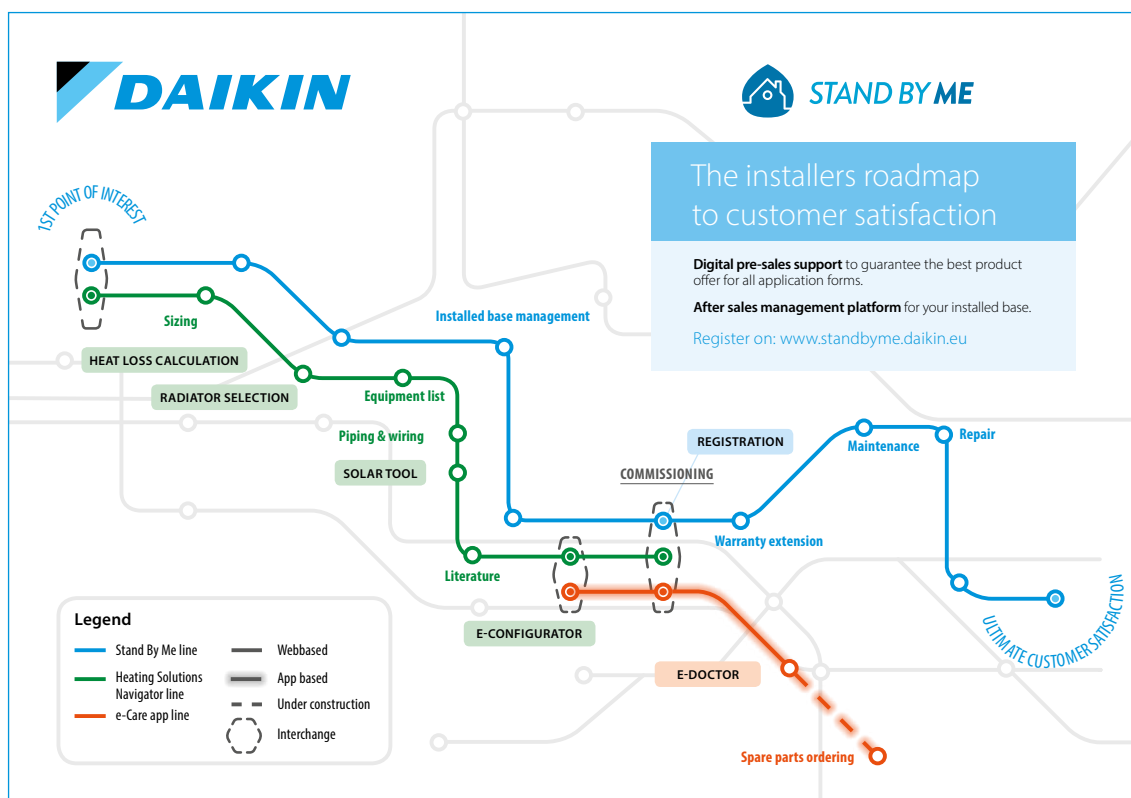 DAIKIN
STAND BY ME
The installers roadmap
to customer satisfaction
Digital pre-sales support to guarantee the best product
offer for all application forms.
After sales management platform for your installed base.
Register on: www.standbyme.daikin.eu
1ST POINT OF INTEREST
Sizing
Installed base management
HEAT LOSS CALCULATION
RADIATOR SELECTION
Equipment list
Piping & wiring
SOLAR TOOL
REGISTRATION
COMMISSIONING
Maintenance
Repair
Warranty extension
Literature
E-CONFIGURATOR
E-DOCTOR
Spare parts ordering
ULTIMATE CUSTOMER SATISFACTION
Legend
Stand By Me line
Heating Solutions
Navigator line
e-Care app line
Webbased
App based
Under construction
Interchange